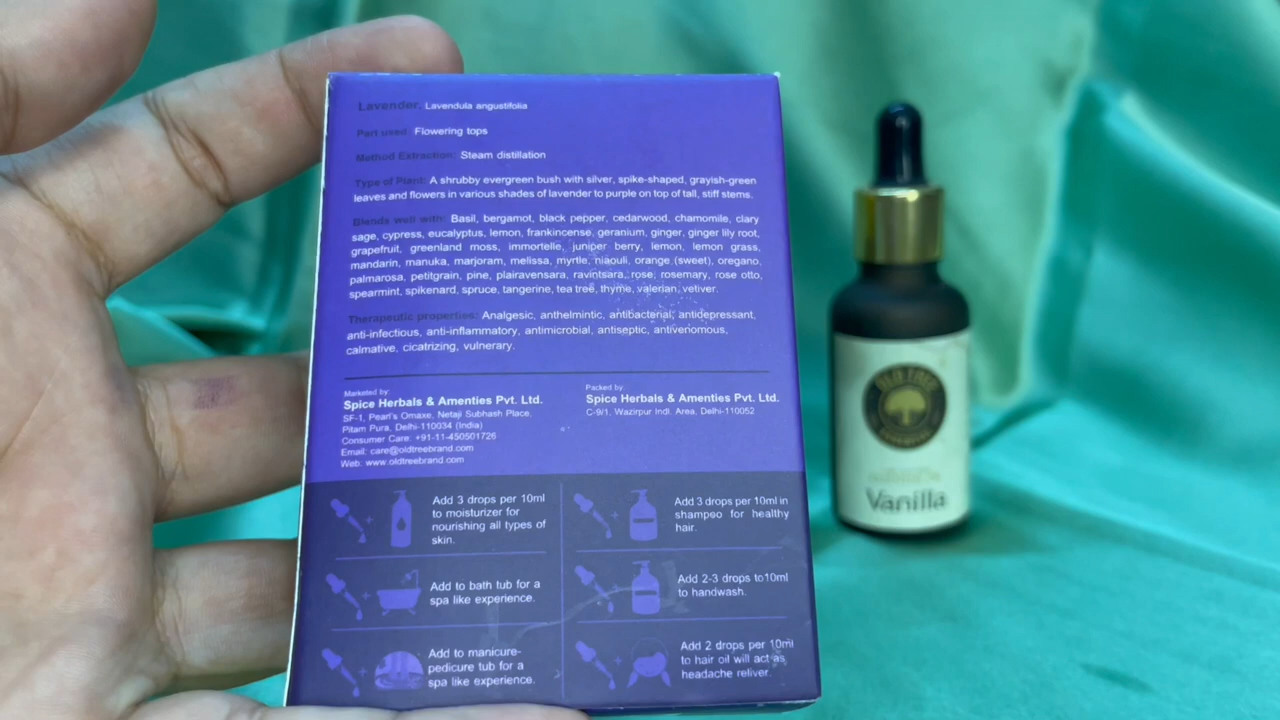 Lavender: Lavendula angustifolia
Part used: Flowering tops
Method Extraction: Steam distillation
Type of Plant: A shrubby evergreen bush with silver, spike-shaped, grayish-green
leaves and flowers in various shades of lavender to purple on top of tall, stiff stems.
Blends well with: Basil, bergamot, black pepper, cedarwood, chamomile, clary
sage, cypress, eucalyptus, lemon, frankincense, geranium, ginger, ginger lily root,
grapefruit, greenland moss, immortelle, juniper berry, lemon, lemon grass,
mandarin, manuka, marjoram, melissa, myrtle, niaouli, orange (sweet), oregano,
palmarosa, petitgrain, pine, plairavensara, ravintsara, rose, rosemary, rose otto,
spearmint, spikenard, spruce, tangerine, tea tree, thyme, valerian, vetiver.
Therapeutic properties: Analgesic, anthelmintic, antibacterial, antidepressant,
anti-infectious, anti-inflammatory, antimicrobial, antiseptic, antivenomous,
calmative, cicatrizing, vulnerary.
Marketed by:
Spice Herbals & Amenties Pvt. Ltd.
SF-1, Pearl's Omaxe, Netaji Subhash Place,
Pitam Pura, Delhi-110034 (India)
Consumer Care: +91-11-450501726
Email: care@oldtreebrand.com
Web: www.oldtreebrand.com
Packed by:
Spice Herbals & Amenties Pvt. Ltd.
C-9/1, Wazirpur Indl. Area, Delhi-110052
Add 3 drops per 10ml
to moisturizer for
nourishing all types of
skin.
Add 3 drops per 10ml in
shampoo for healthy
hair.
Add to bath tub for a
spa like experience.
Add 2-3 drops to10ml
to handwash.
Add to manicure-
pedicure tub for a
spa like experience.
Add 2 drops per 10ml
to hair oil will act as
headache reliver.
OLD TREE
Vanilla